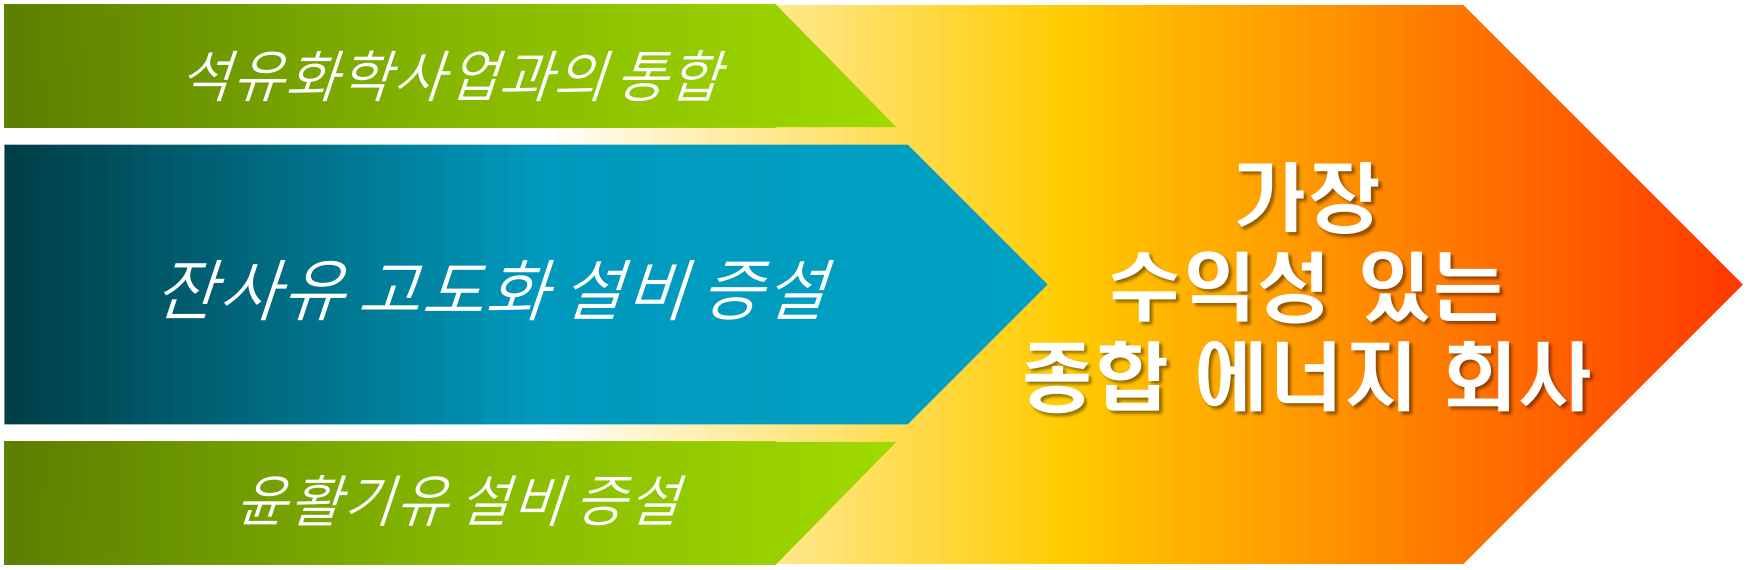 석유화학사업과의 통합
잔사유 고도화 설비 증설
윤활기유 설비 증설
가장
수익성 있는
종합 에너지 회사